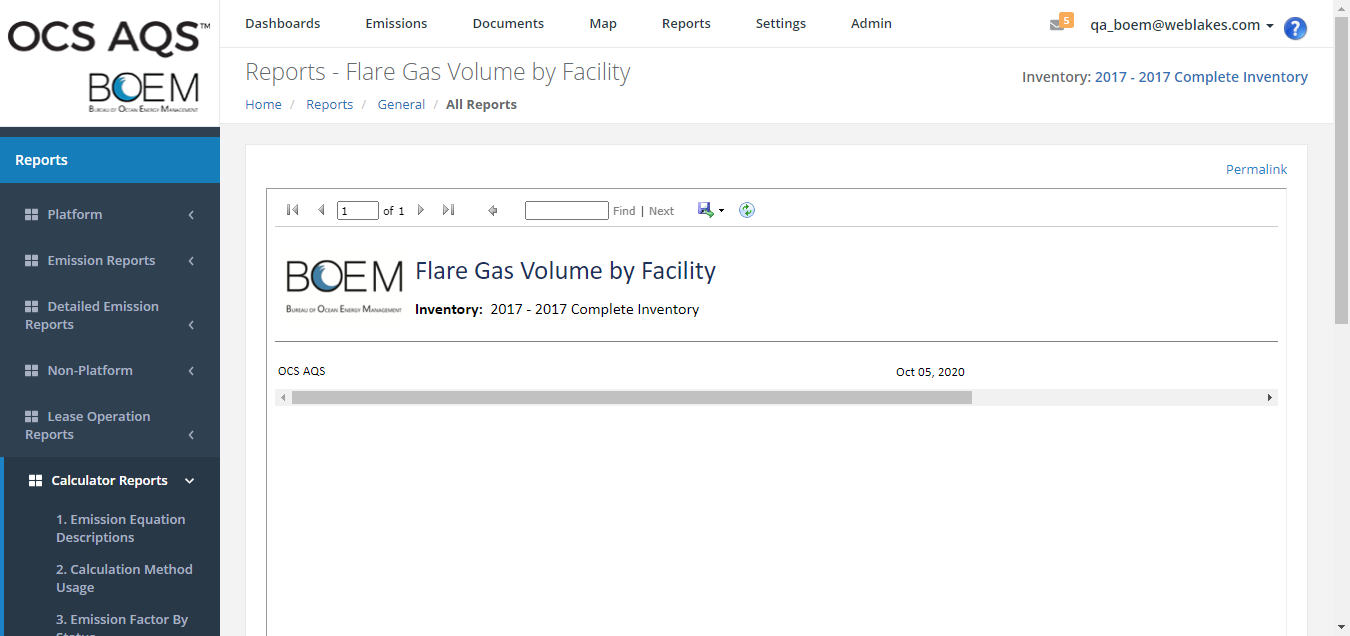 OCS AQS™
BOEM
BUREAU OF OCEAN ENERGY MANAGEMENT
Dashboards
Emissions
Documents
Map
Reports
Settings
Admin
5
qa_boem@weblakes.com
?
Reports - Flare Gas Volume by Facility
Inventory: 2017 - 2017 Complete Inventory
Home / Reports / General / All Reports
Reports
Platform
Emission Reports
Detailed Emission
Reports
Non-Platform
Lease Operation
Reports
Calculator Reports
1. Emission Equation
Descriptions
2. Calculation Method
Usage
3. Emission Factor By
Status
Permalink
1 of 1
Find | Next
BOEM
BUREAU OF OCEAN ENERGY MANAGEMENT
Flare Gas Volume by Facility
Inventory: 2017 - 2017 Complete Inventory
OCS AQS
Oct 05, 2020